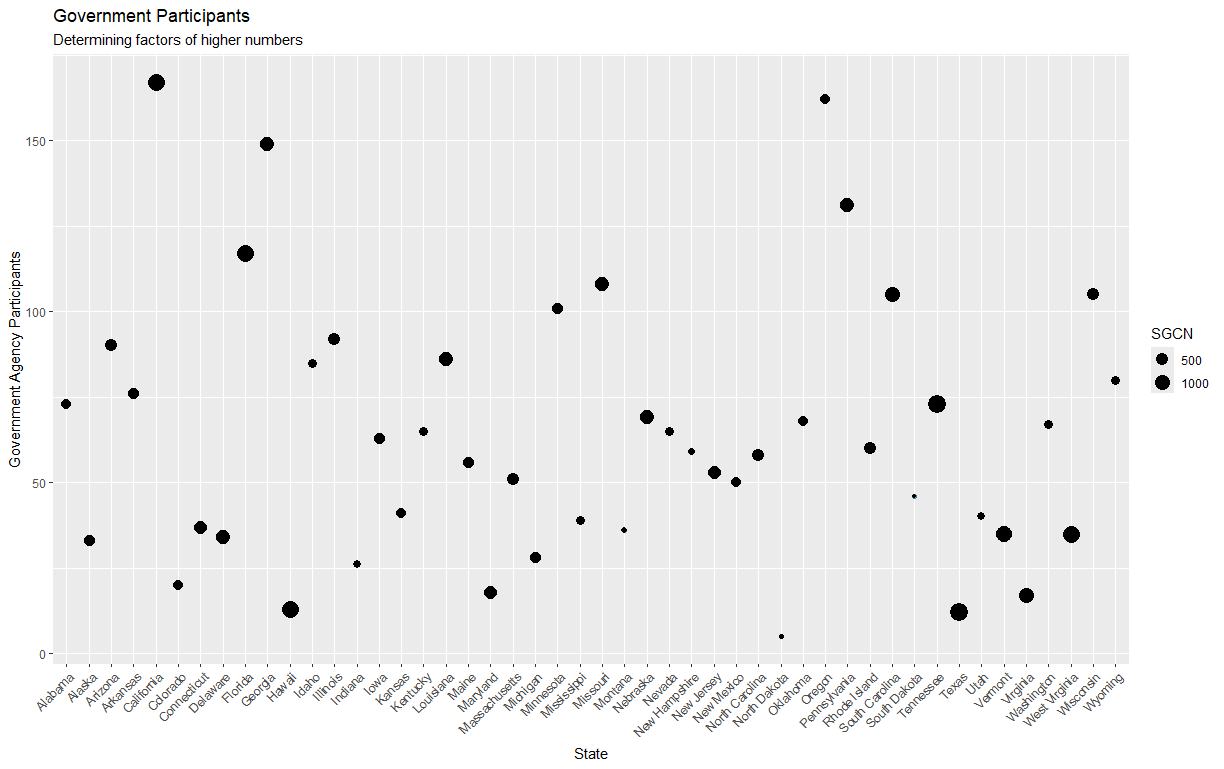 Government Participants
Determining factors of higher numbers
Government Agency Participants
150
100
50
0
Alabama
Alaska
Arizona
Arkansas
California
Colorado
Connecticut
Delaware
Florida
Georgia
Hawaii
Idaho
Illinois
Indiana
Iowa
Kansas
Kentucky
Louisiana
Maine
Maryland
Massachusetts
Michigan
Minnesota
Mississippi
Missouri
Montana
Nebraska
Nevada
New Hampshire
New Jersey
New Mexico
North Carolina
North Dakota
Oklahoma
Oregon
Pennsylvania
Rhode Island
South Carolina
South Dakota
Tennessee
Texas
Utah
Vermont
Virginia
Washington
West Virginia
Wisconsin
Wyoming
State
SGCN
500
1000